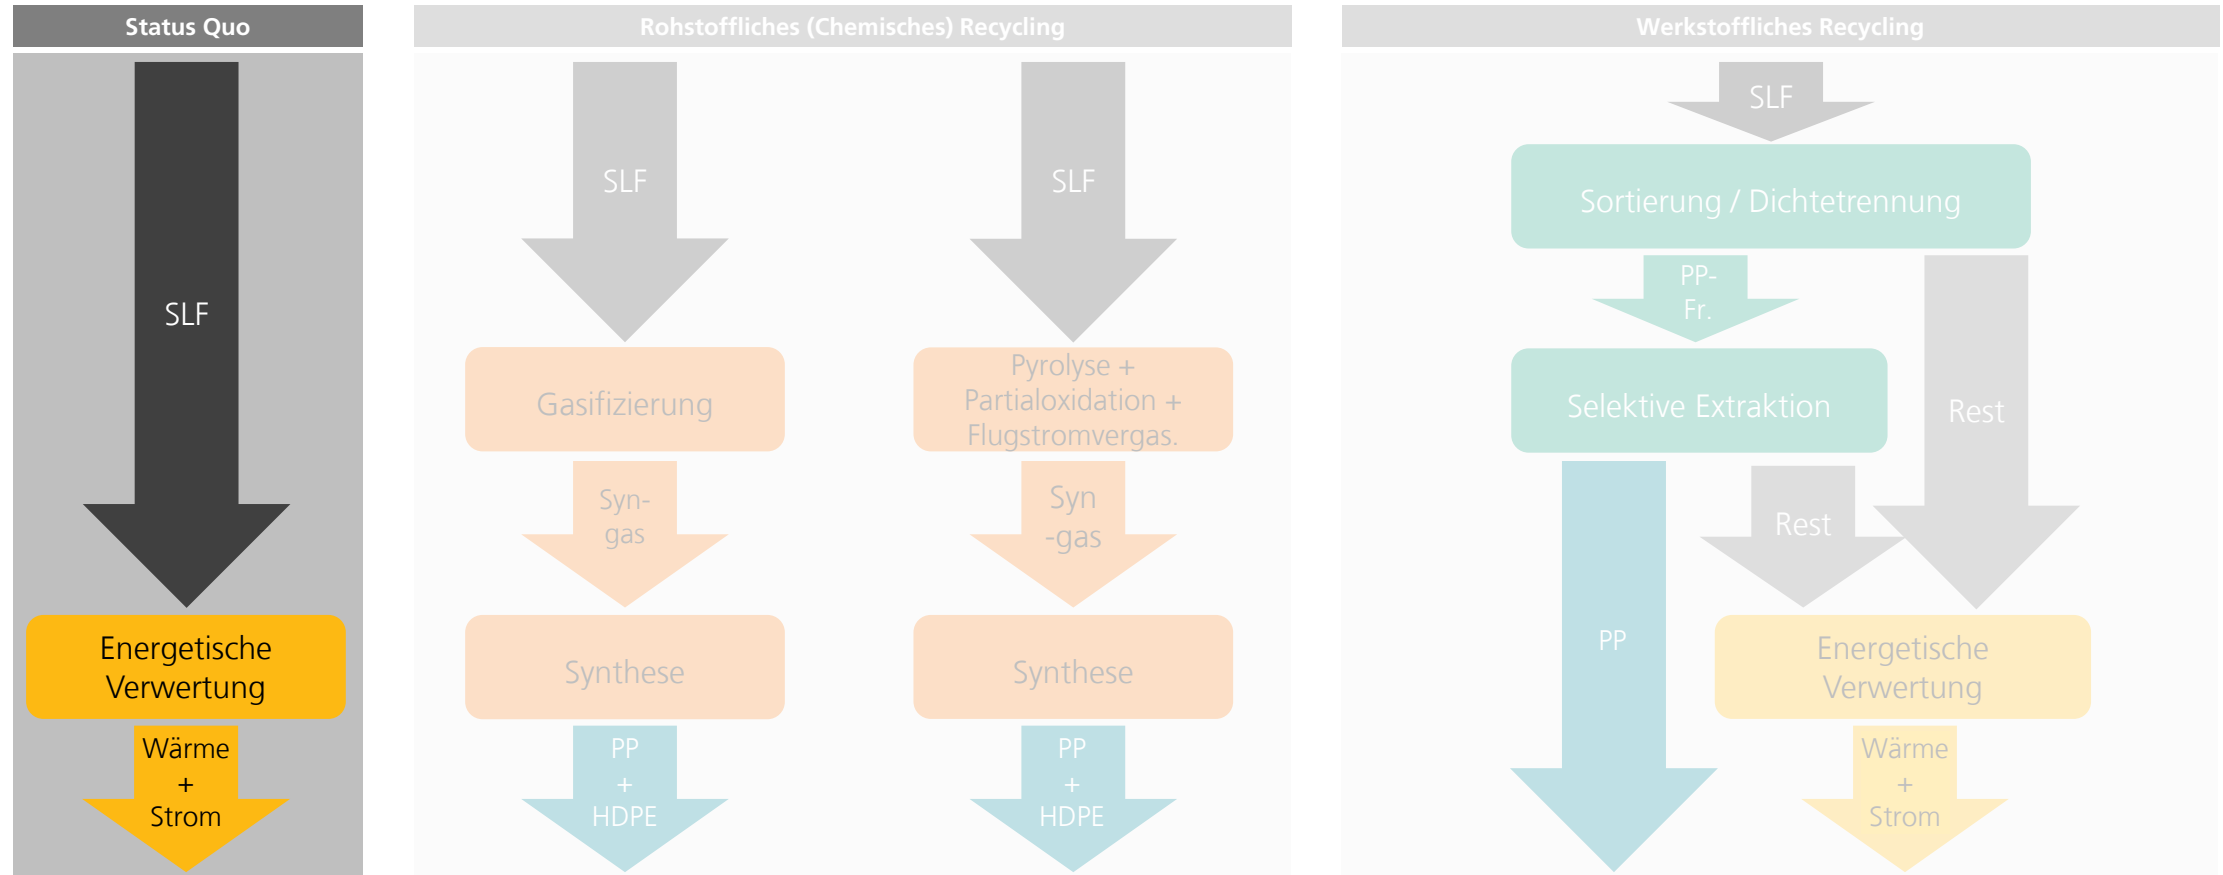 Status Quo
SLF
Energetische
Verwertung
Wärme
+
Strom
Rohstoffliches (Chemisches) Recycling
SLF
Gasifizierung
Syn-
gas
Synthese
PP
+
HDPE
SLF
Pyrolyse +
Partialoxidation +
Flugstromvergas.
Syn
-gas
Synthese
PP
+
HDPE
Werkstoffliches Recycling
SLF
Sortierung / Dichtetrennung
PP-
Fr.
Selektive Extraktion
Rest
Rest
PP
Energetische
Verwertung
Wärme
+
Strom